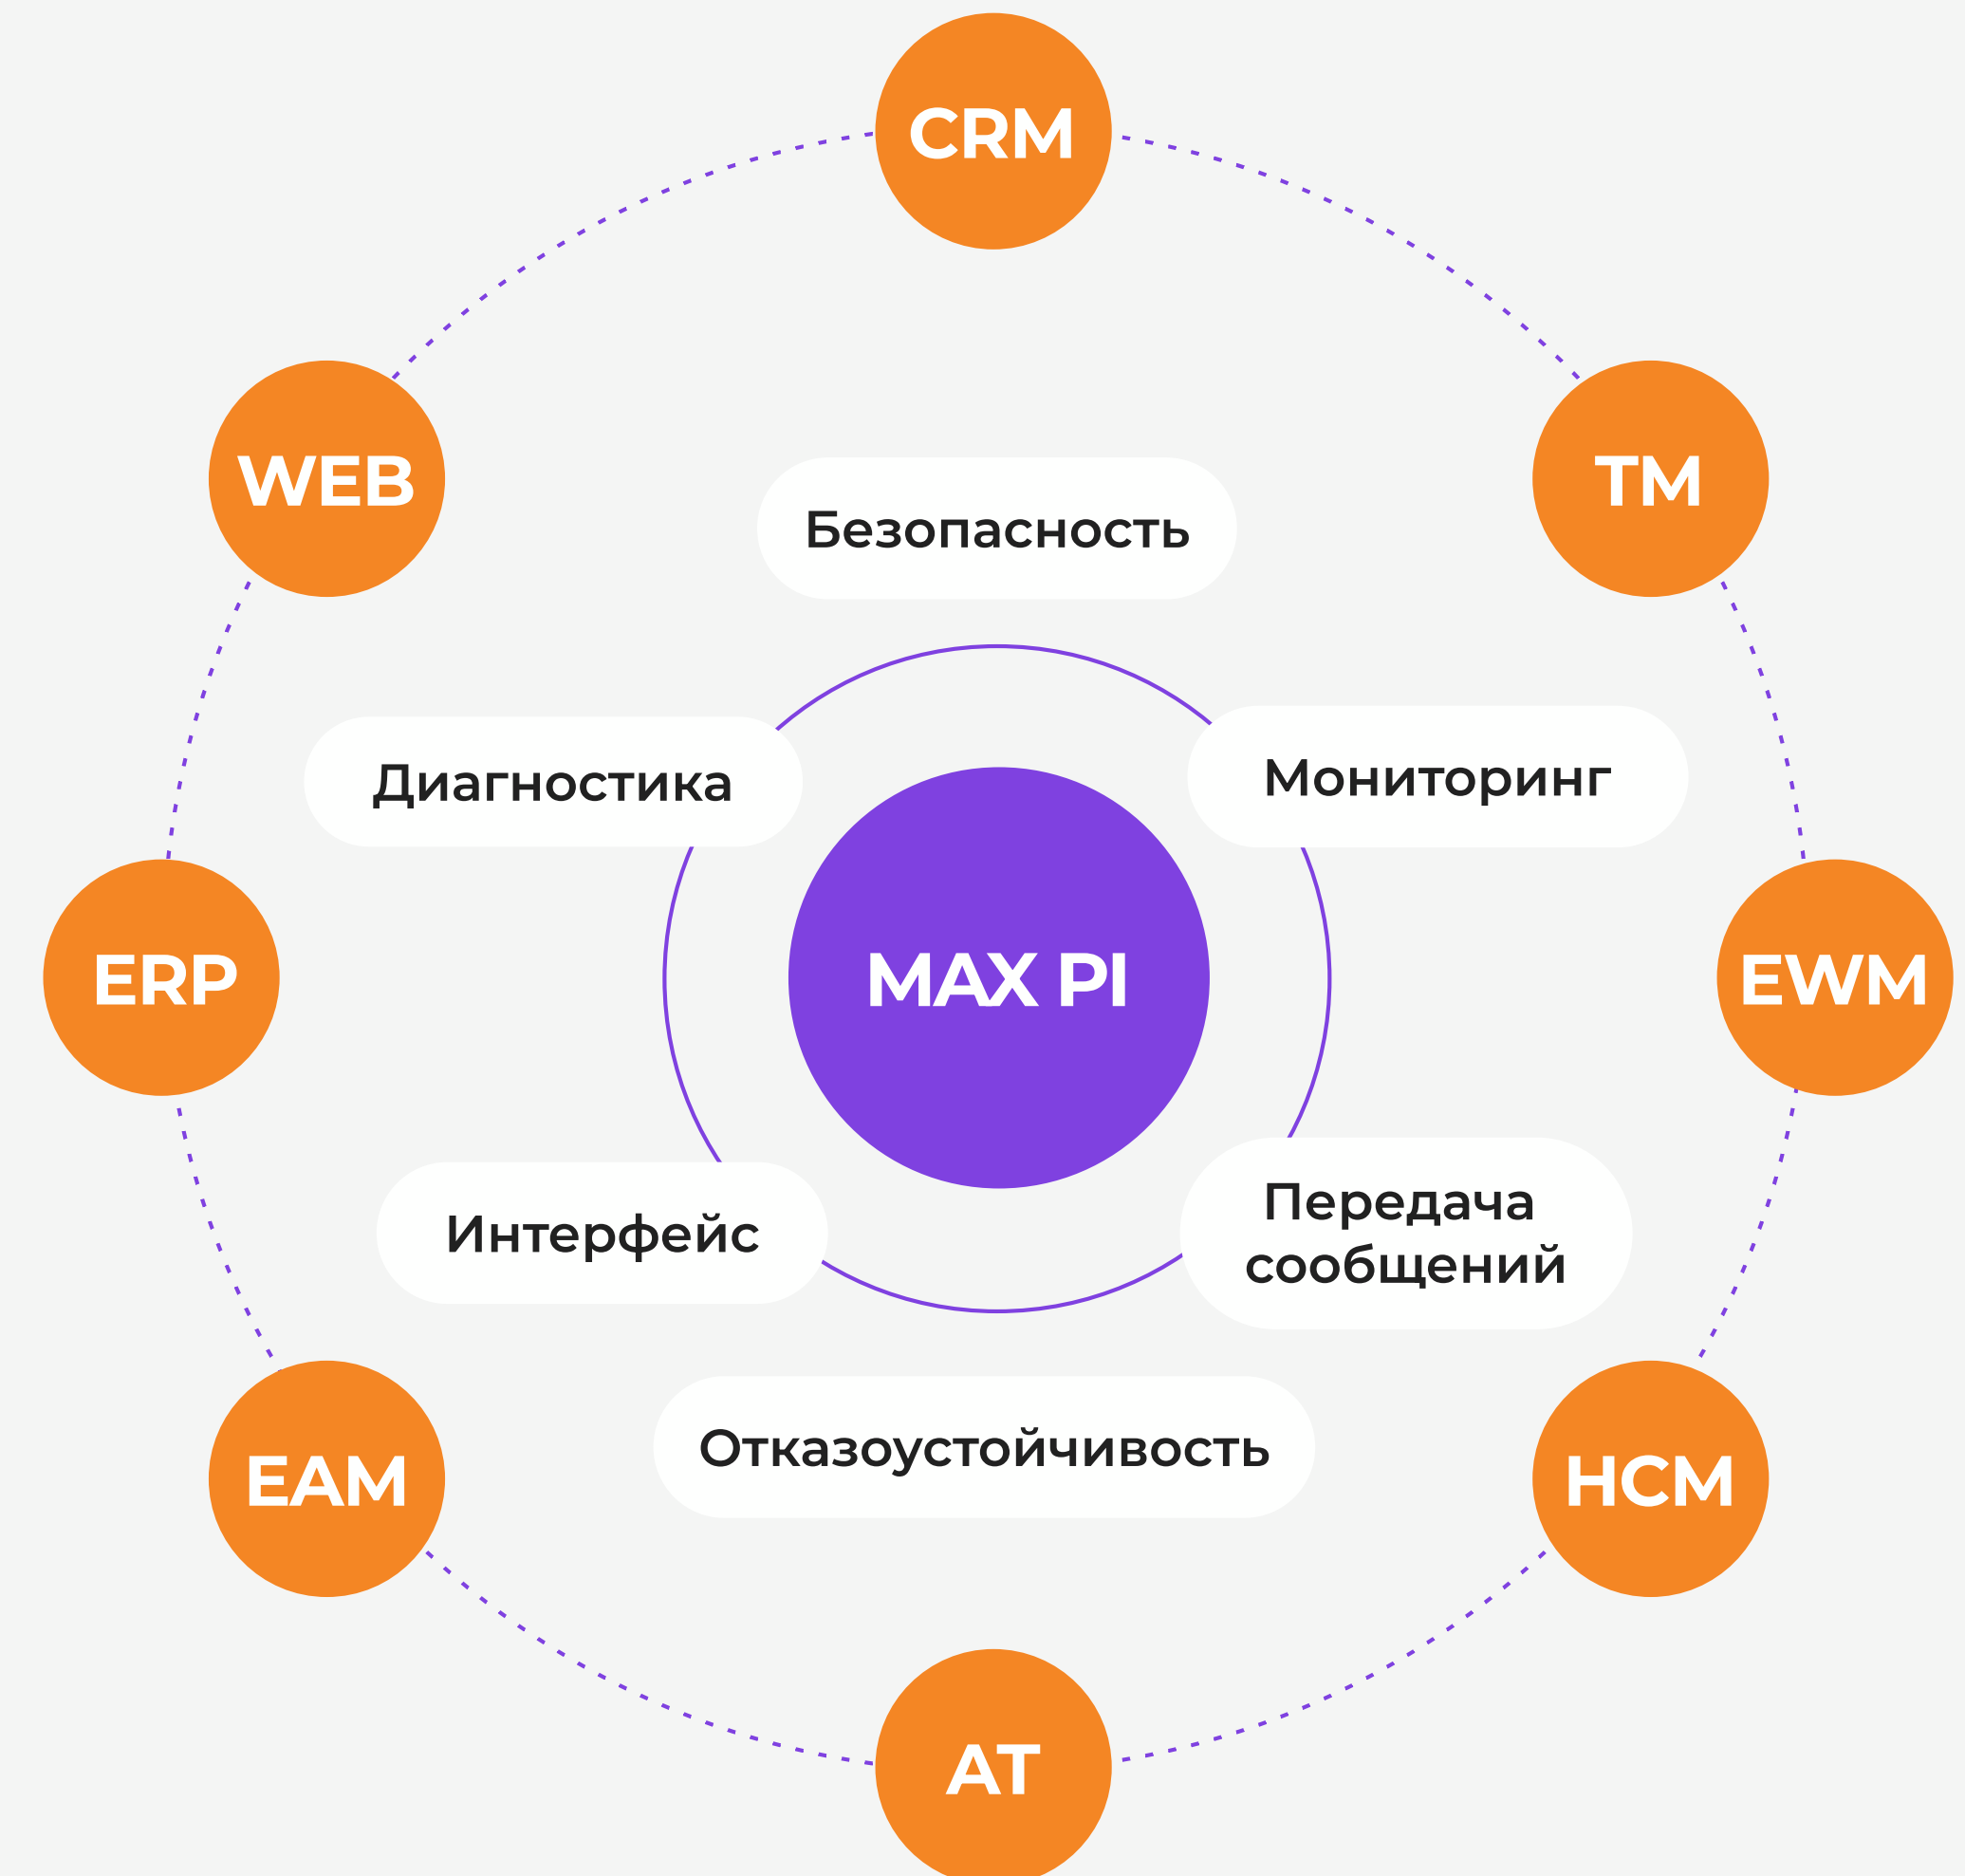 CRM
WEB
TM
Безопасность
Диагностика
Мониторинг
ERP
MAX PI
EWM
Интерфейс
Передача
сообщений
Отказоустойчивость
EAM
HCM
AT